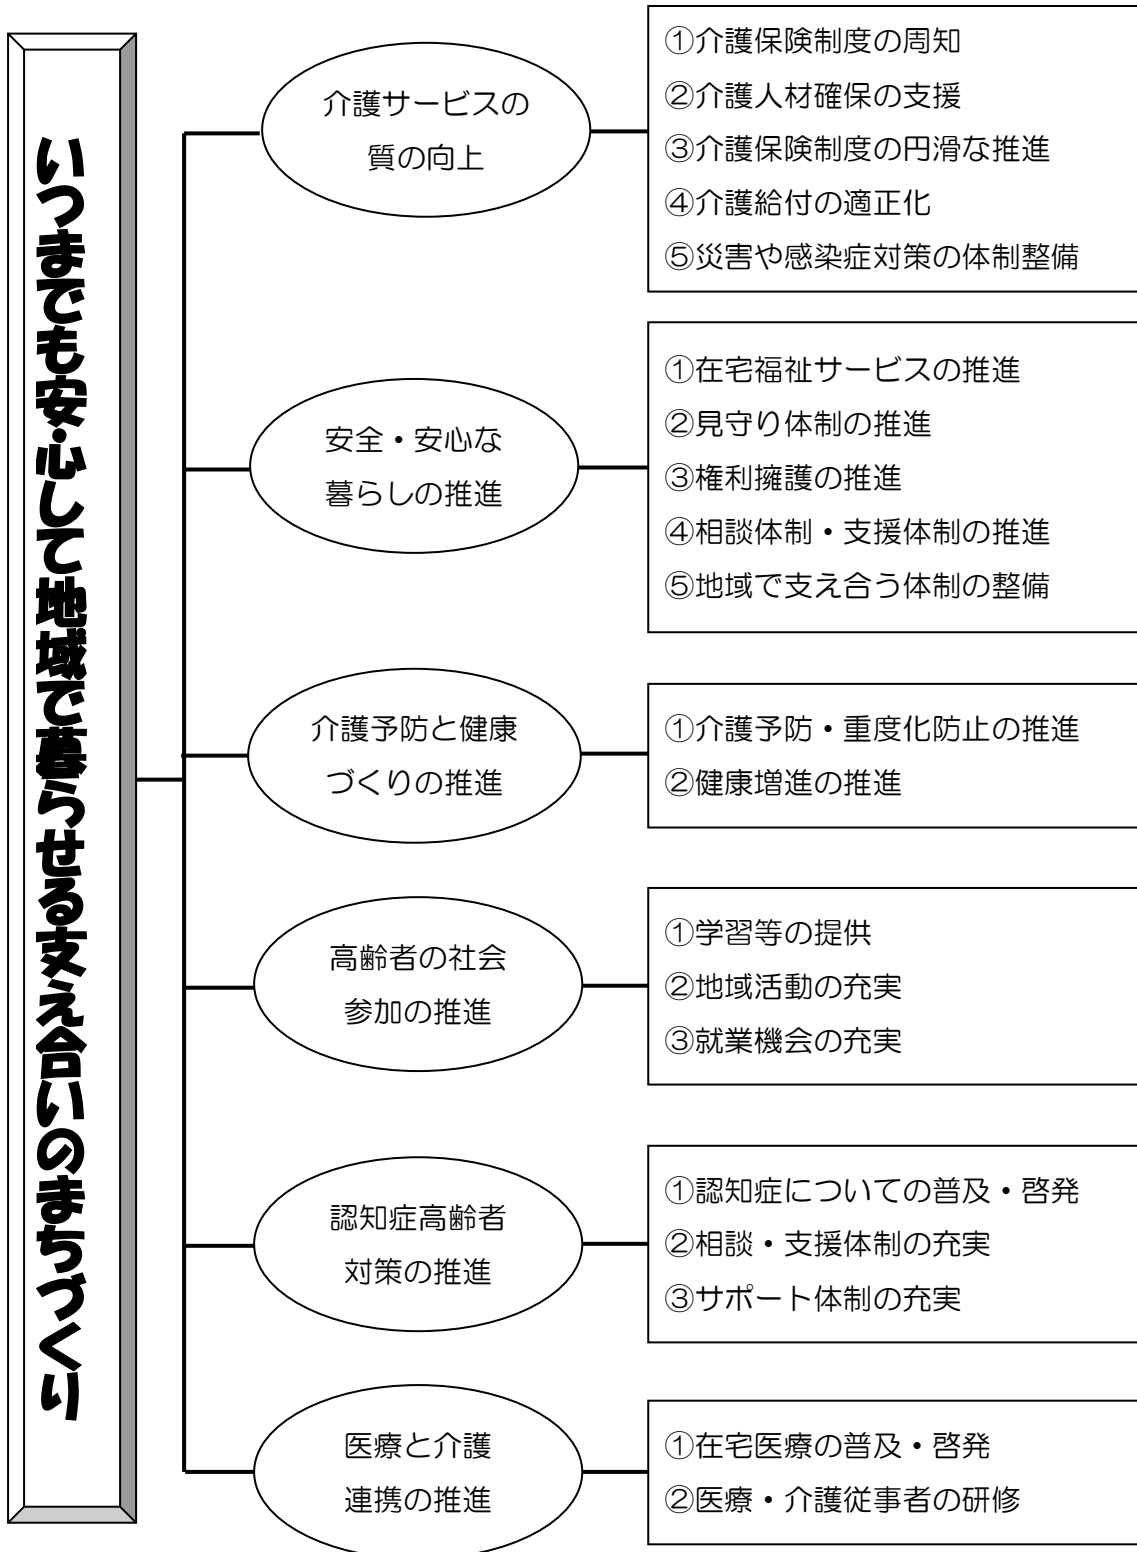 いつまでも安心して地域で暮らせる支え合いのまちづくり
介護サービスの
質の向上
①介護保険制度の周知
②介護人材確保の支援
③介護保険制度の円滑な推進
④介護給付の適正化
⑤災害や感染症対策の体制整備
安全・安心な
暮らしの推進
①在宅福祉サービスの推進
②見守り体制の推進
③権利擁護の推進
④相談体制・支援体制の推進
⑤地域で支え合う体制の整備
介護予防と健康
づくりの推進
①介護予防・重度化防止の推進
②健康増進の推進
高齢者の社会
参加の推進
①学習等の提供
②地域活動の充実
③就業機会の充実
認知症高齢者
対策の推進
①認知症についての普及・啓発
②相談・支援体制の充実
③サポート体制の充実
医療と介護
連携の推進
①在宅医療の普及・啓発
②医療・介護従事者の研修